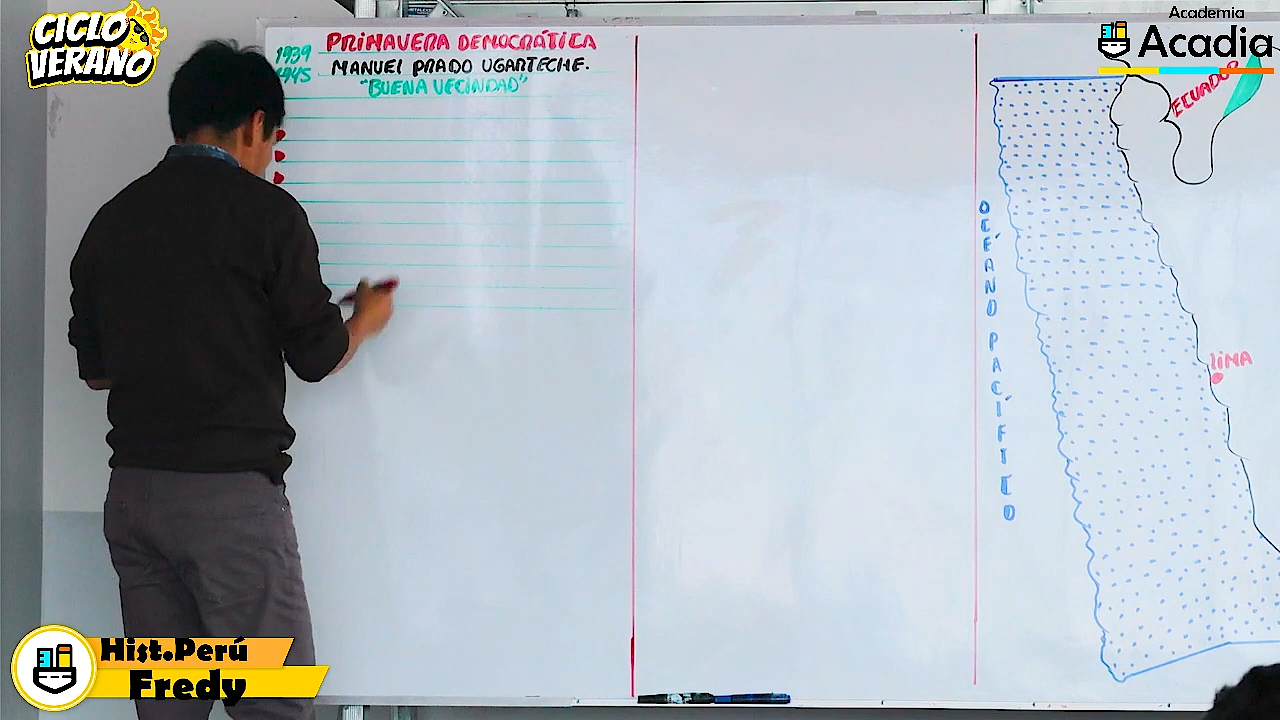 CICLO
VERANO
1939
1945
PRIMAVERA DEMOCRÁTICA
MANUEL PRADO UGARTECHE.
"BUENA VECINDAD"
Academia
Acadia
ECUADOR
OCÉANO PACÍFICO
LIMA
Hist.Perú
Fredy